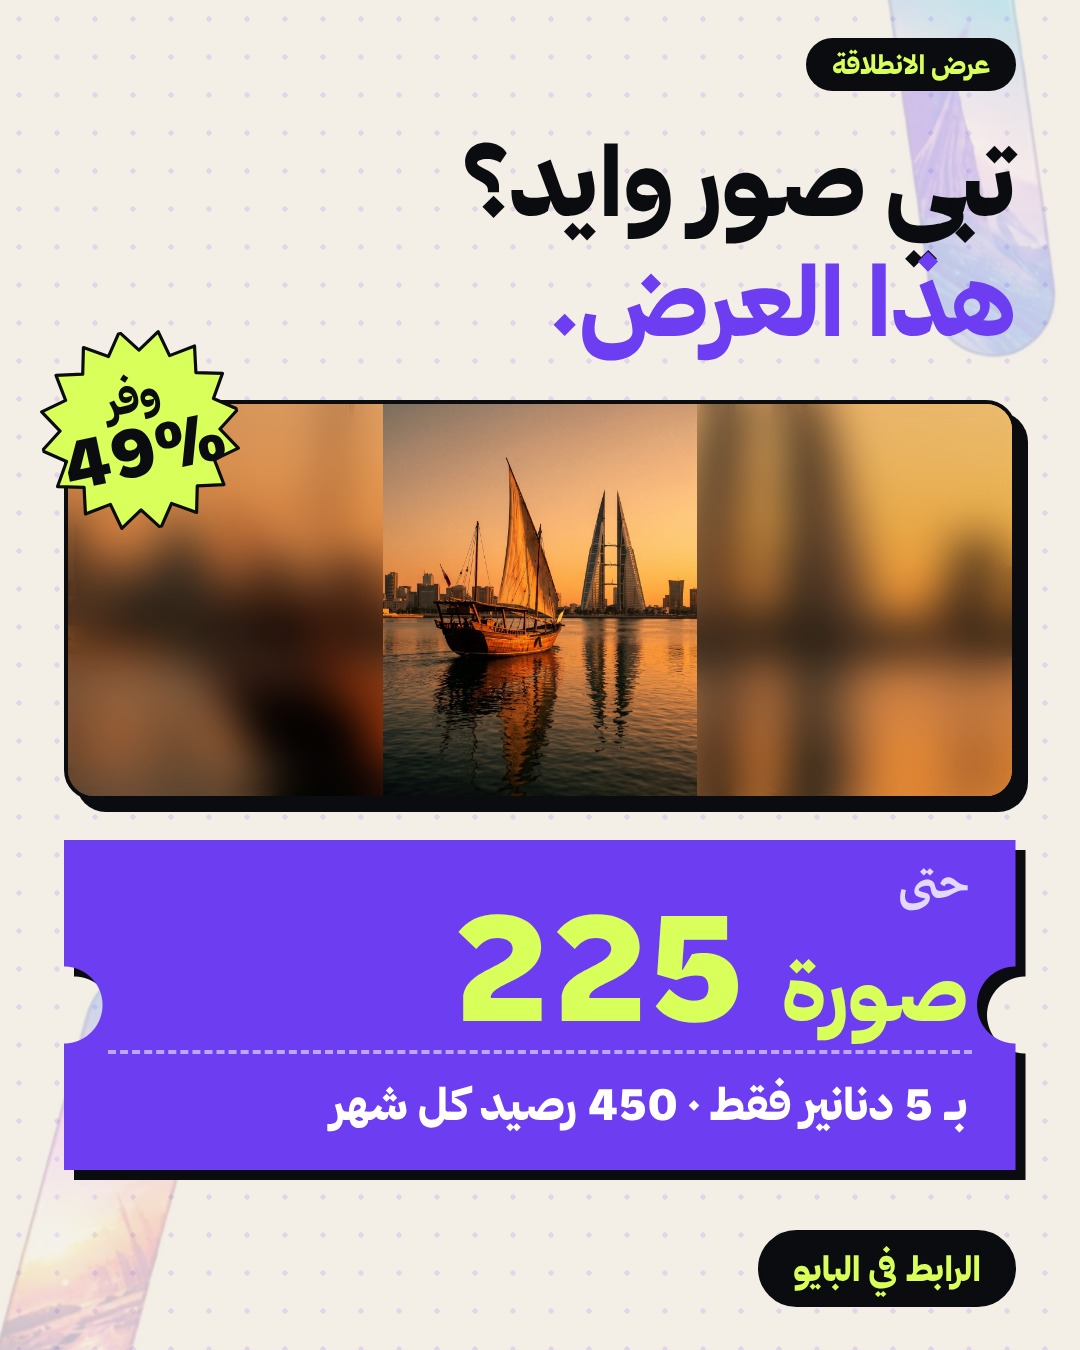 عرض الانطلاقة
تبي صور وايد؟
هذا العرض.
وفر
49%
حتى
صورة 225
بـ 5 دنانير فقط · 450 رصيد كل شهر
الرابط في البايو